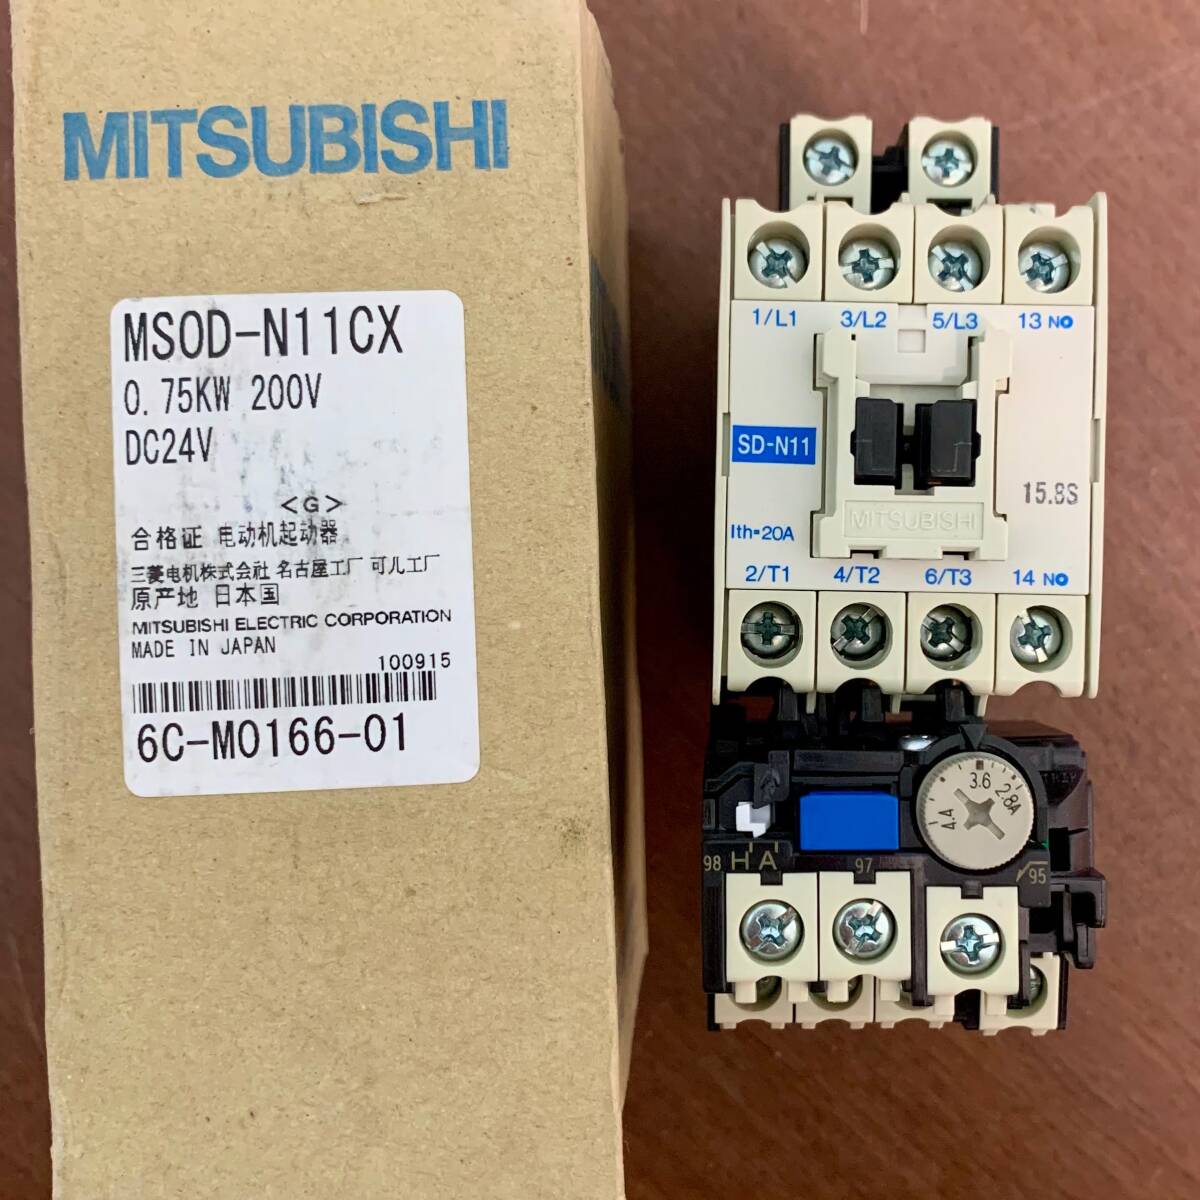 MITSUBISHI
MSOD-N11CX
0.75KW 200V
DC24V
<G>
合格证 电动机起动器
三菱电机株式会社 名古屋工厂 可儿工厂
原产地 日本国
MITSUBISHI ELECTRIC CORPORATION
MADE IN JAPAN
100915
6C-M0166-01
1/L1 3/L2 5/L3 13 NO
SD-N11
15.8S
MITSUBISHI
Ith=20A
2/T1 4/T2 6/T3 14 NO
4.4 3.6 2.8A
TRAP
98 H A 97 95